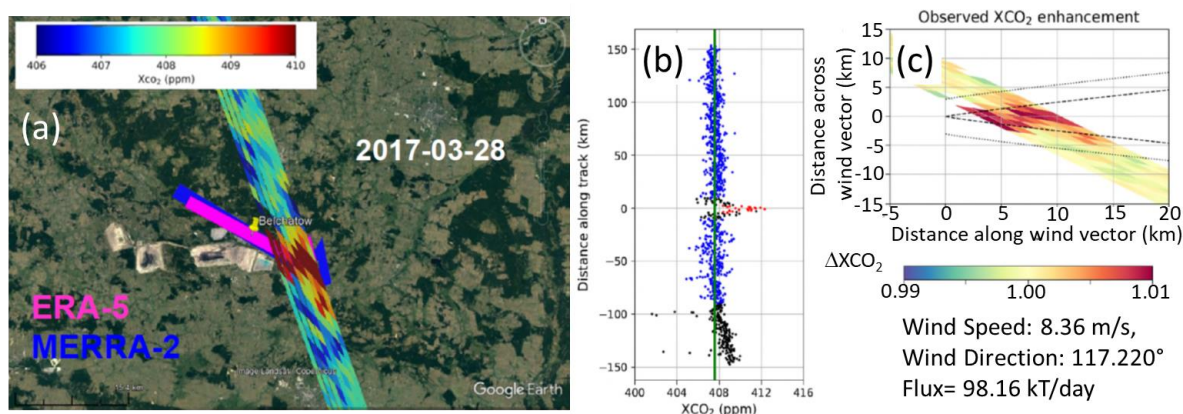 406 407 408 409 410
Xco₂ (ppm)
(a)
2017-03-28
Belchatow
ERA-5
MERRA-2
Image Landsat / Copernicus
Google Earth
(b)
Distance along track (km)
150
100
50
0
−50
−100
−150
400 404 408 412 416
XCO₂ (ppm)
Observed XCO₂ enhancement
(c)
Distance across
wind vector (km)
15
10
5
0
-5
-10
-15
-5 0 5 10 15 20
Distance along wind vector (km)
ΔXCO₂
0.99 1.00 1.01
Wind Speed: 8.36 m/s,
Wind Direction: 117.220°
Flux= 98.16 kT/day